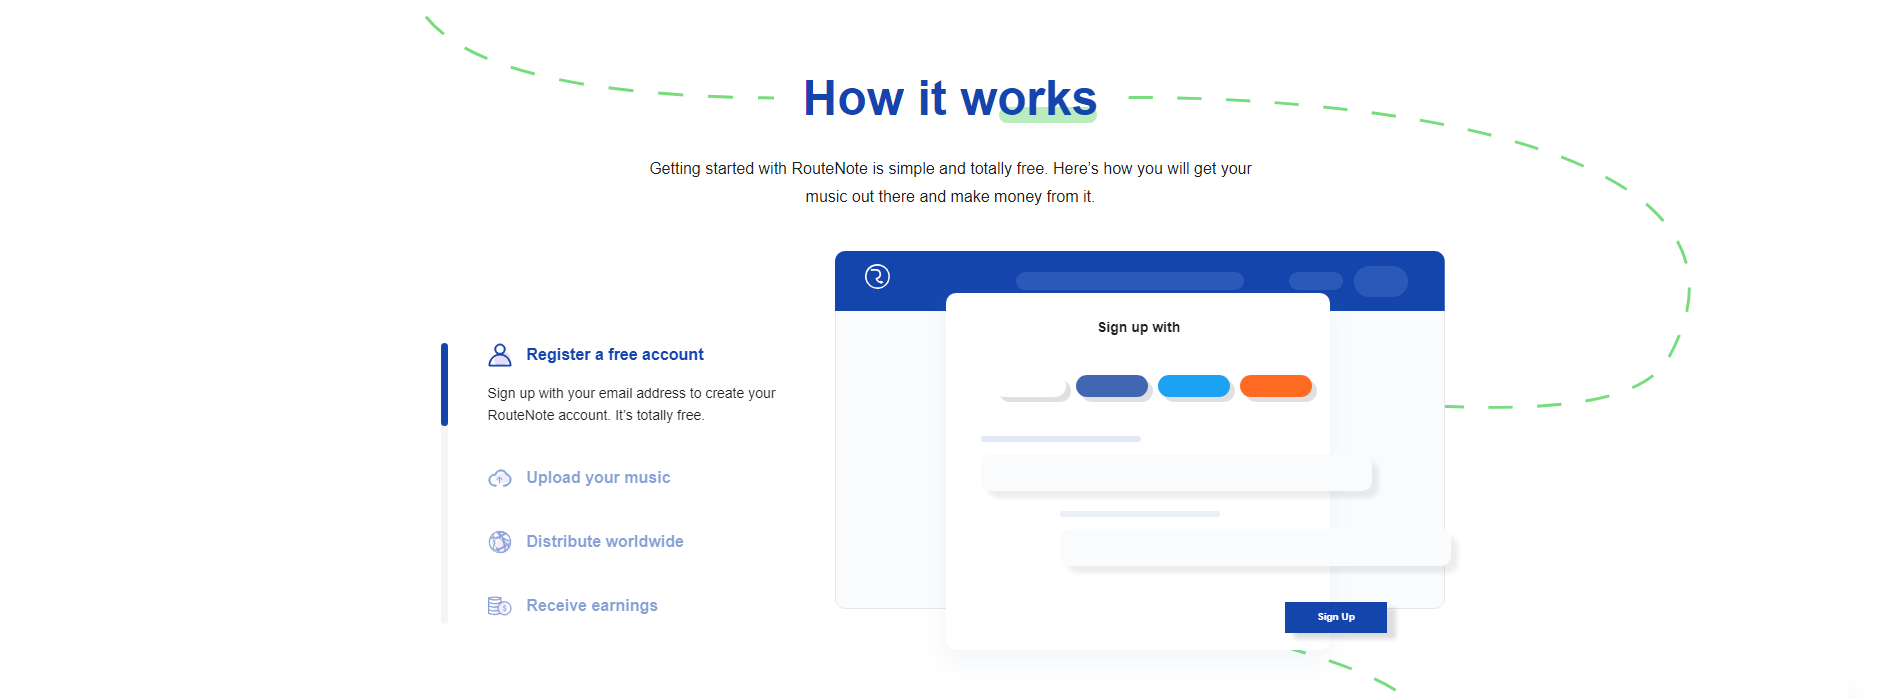 How it works
Getting started with RouteNote is simple and totally free. Here’s how you will get your
music out there and make money from it.
Register a free account
Sign up with your email address to create your
RouteNote account. It’s totally free.
Upload your music
Distribute worldwide
Receive earnings
Sign up with
Sign Up